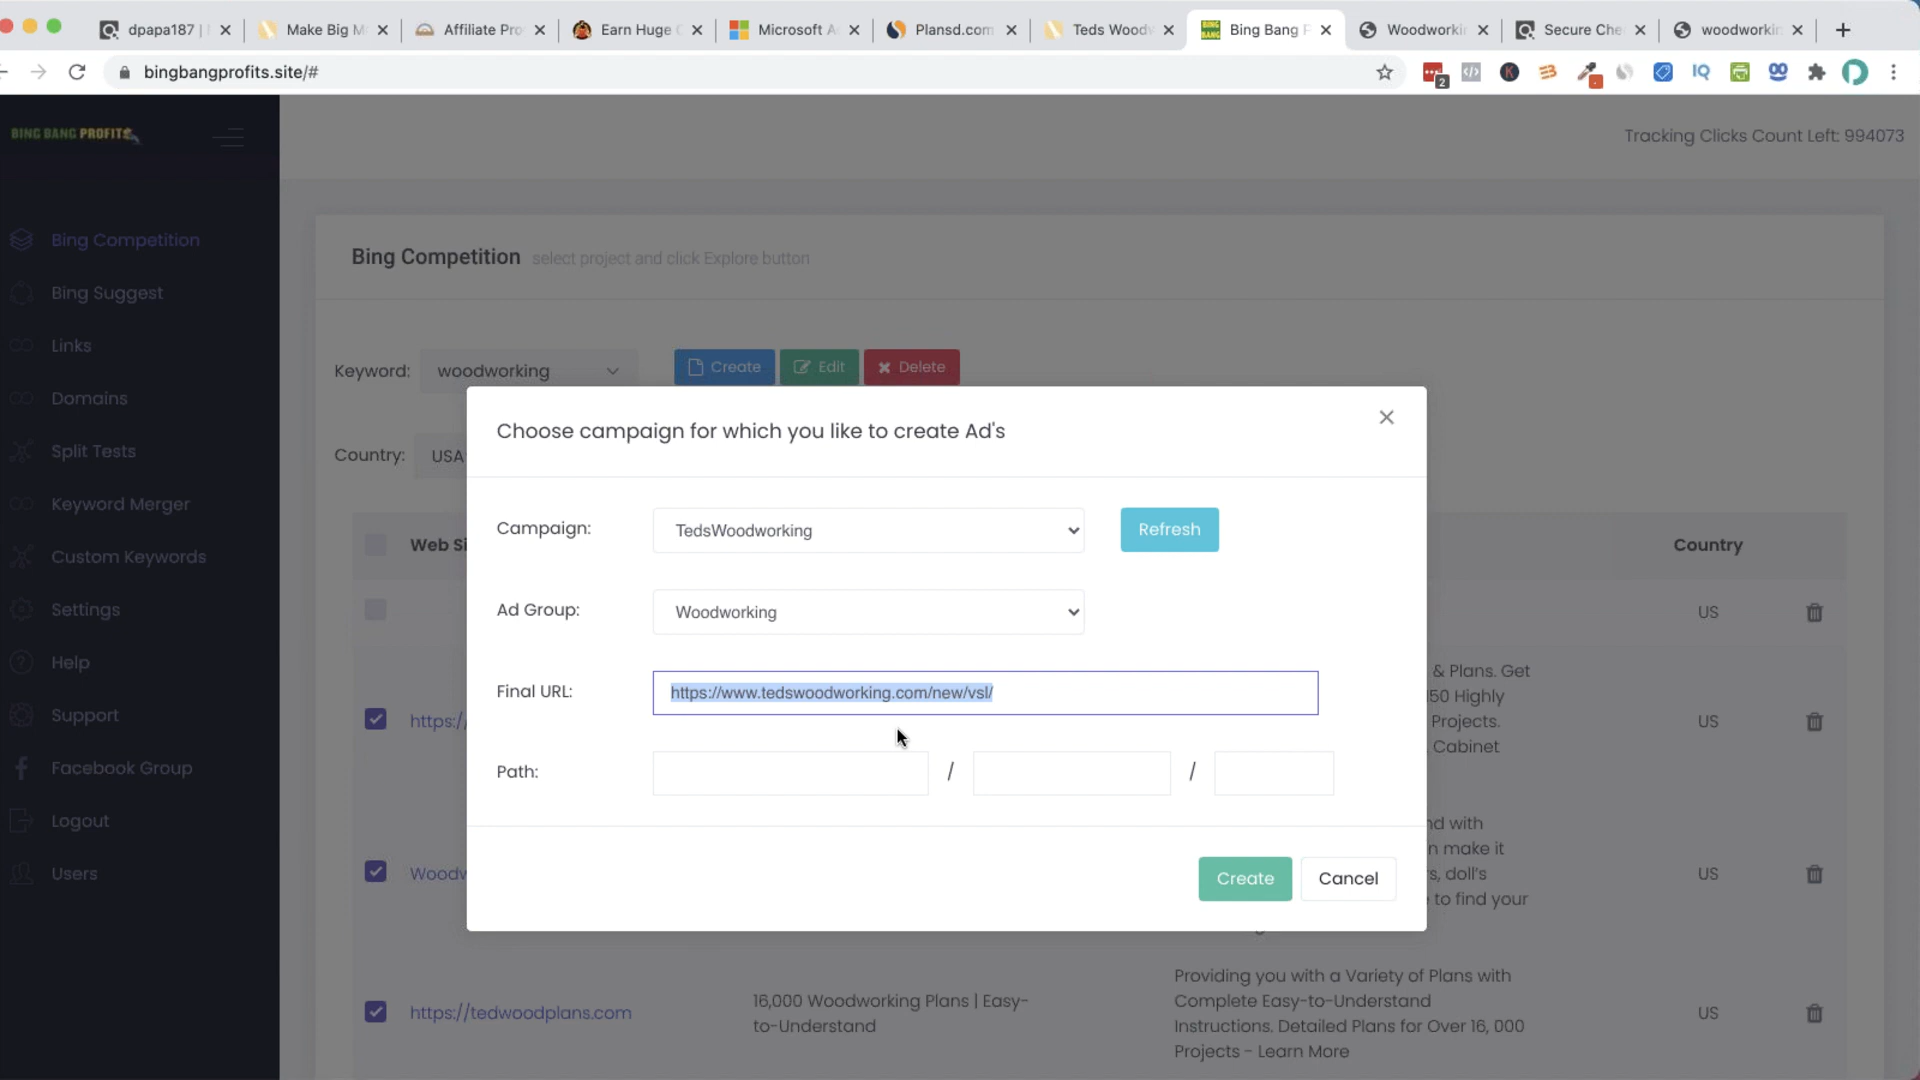 dpapa187 |
Make Big M
Affiliate Pro
Earn Huge C
Microsoft A
Plansd.com
Teds Woodw
Bing Bang P
Woodworki
Secure Che
woodworkin
bingbangprofits.site/#
2
IQ
BING BANG PROFITS
Tracking Clicks Count Left: 994073
Bing Competition
Bing Suggest
Links
Domains
Split Tests
Keyword Merger
Custom Keywords
Settings
Help
Support
Facebook Group
Logout
Users
Bing Competition select project and click Explore button
Keyword: woodworking
Create
Edit
Delete
Country: USA
Web Si
Country
US
Choose campaign for which you like to create Ad's
Campaign: TedsWoodworking
Refresh
Ad Group: Woodworking
Final URL: https://www.tedswoodworking.com/new/vsl/
Path: / /
Create
Cancel
https:/
& Plans. Get
150 Highly
Projects.
Cabinet
US
Woodw
nd with
n make it
s, doll's
to find your
US
https://tedwoodplans.com
16,000 Woodworking Plans | Easy-
to-Understand
Providing you with a Variety of Plans with
Complete Easy-to-Understand
Instructions. Detailed Plans for Over 16, 000
Projects - Learn More
US